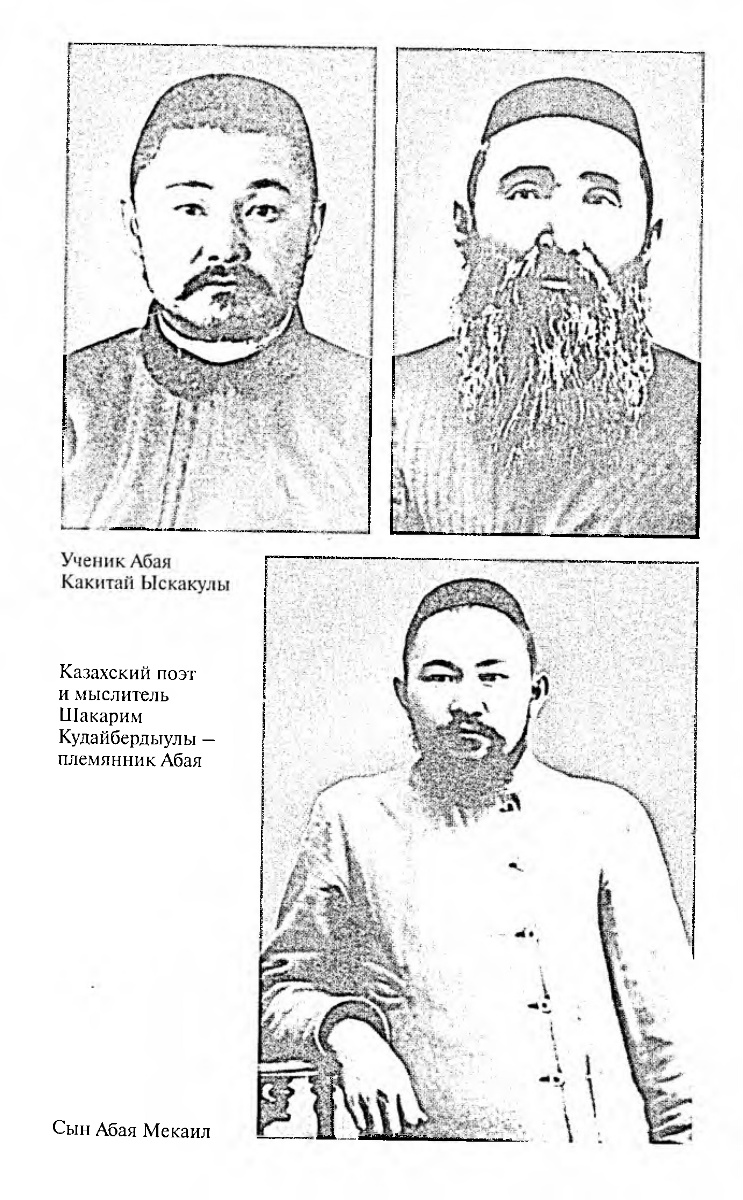 Ученик Абая
Какитай Ыскакулы
Казахский поэт
и мыслитель
Шакарим
Кудайбердыулы –
племянник Абая
Сын Абая Мекаил